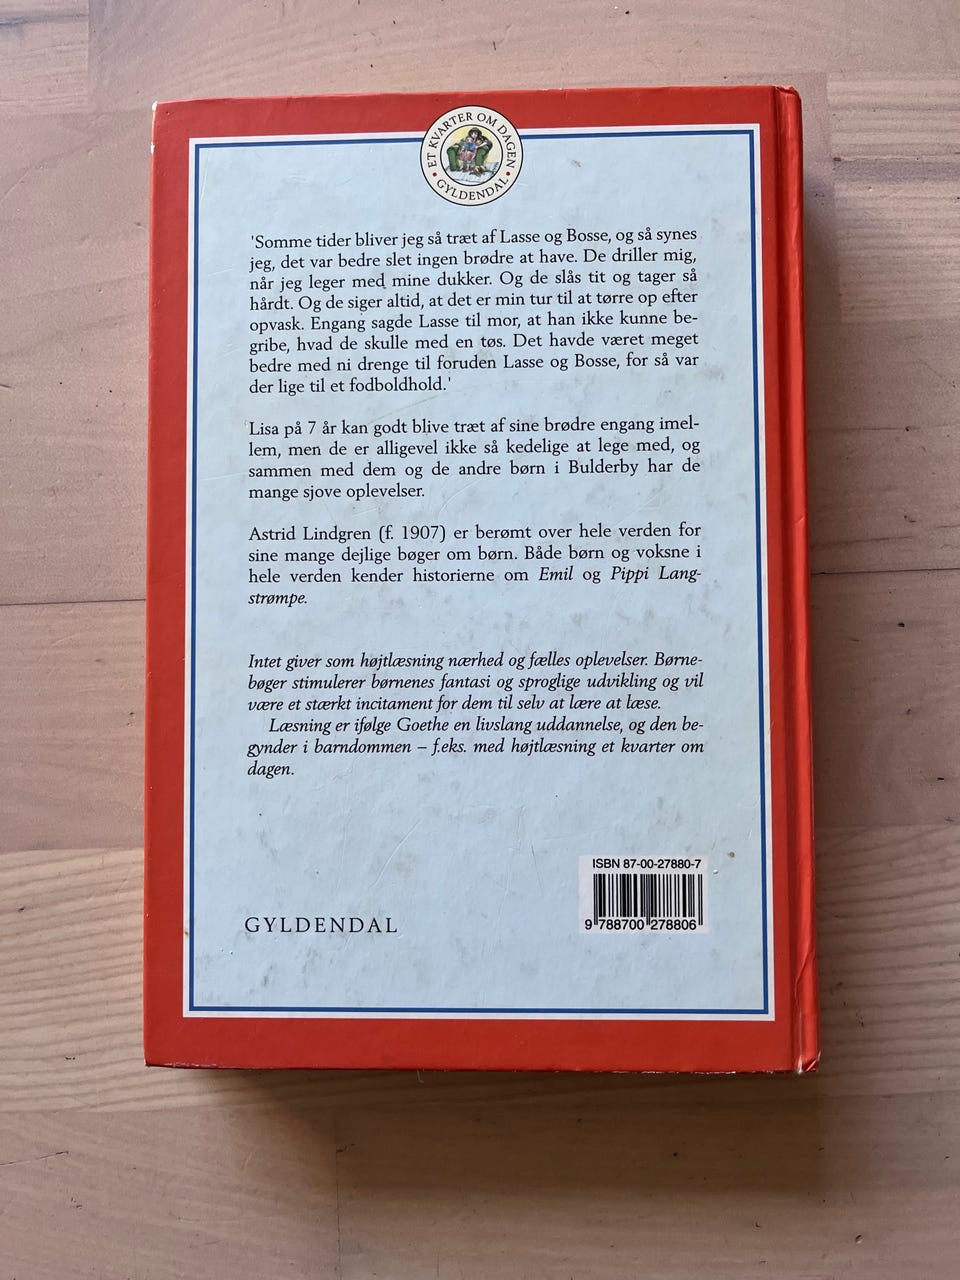 • ET KVARTER OM DAGEN •
GYLDENDAL
'Somme tider bliver jeg så træt af Lasse og Bosse, og så synes
jeg, det var bedre slet ingen brødre at have. De driller mig,
når jeg leger med mine dukker. Og de slås tit og tager så
hårdt. Og de siger altid, at det er min tur til at tørre op efter
opvask. Engang sagde Lasse til mor, at han ikke kunne be-
gribe, hvad de skulle med en tøs. Det havde været meget
bedre med ni drenge til foruden Lasse og Bosse, for så var
der lige til et fodboldhold.'
Lisa på 7 år kan godt blive træt af sine brødre engang imel-
lem, men de er alligevel ikke så kedelige at lege med, og
sammen med dem og de andre børn i Bulderby har de
mange sjove oplevelser.
Astrid Lindgren (f. 1907) er berømt over hele verden for
sine mange dejlige bøger om børn. Både børn og voksne i
hele verden kender historierne om Emil og Pippi Lang-
strømpe.
Intet giver som højtlæsning nærhed og fælles oplevelser. Børne-
bøger stimulerer børnenes fantasi og sproglige udvikling og vil
være et stærkt incitament for dem til selv at lære at læse.
Læsning er ifølge Goethe en livslang uddannelse, og den be-
gynder i barndommen – f.eks. med højtlæsning et kvarter om
dagen.
ISBN 87-00-27880-7
9 788700 278806
GYLDENDAL